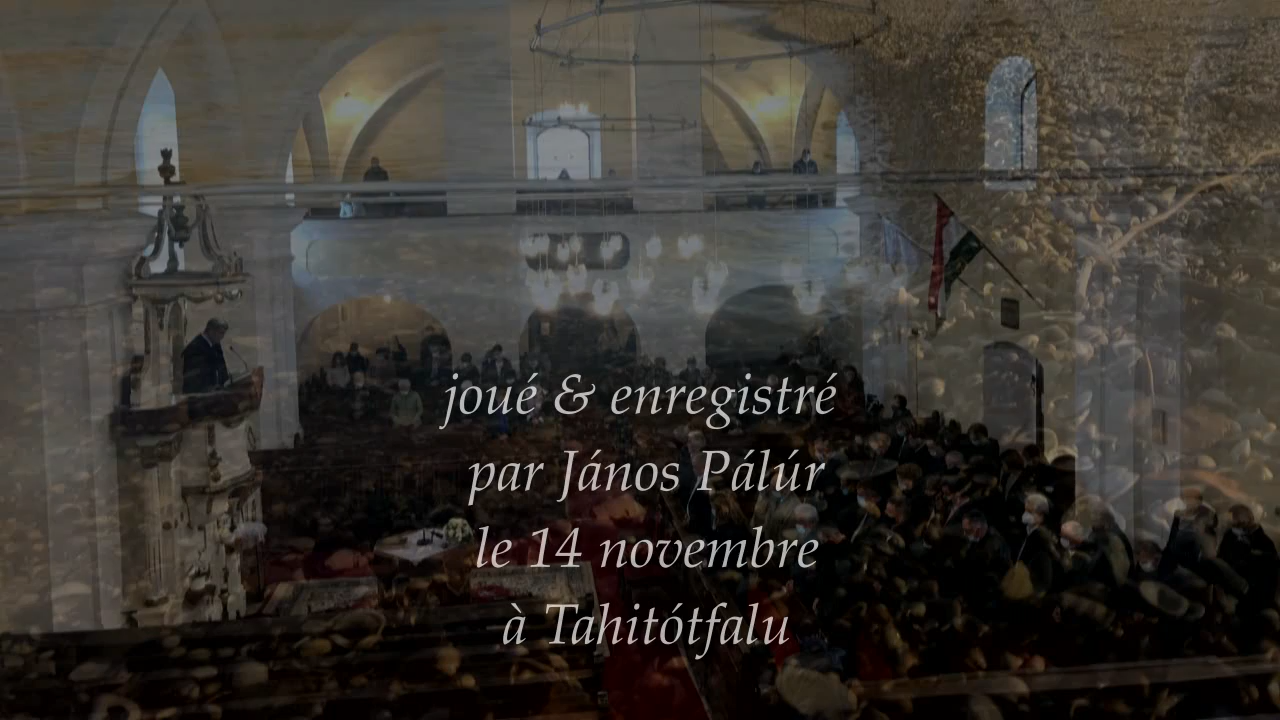 joué & enregistré
par János Pálúr
le 14 novembre
à Tahitótfalu